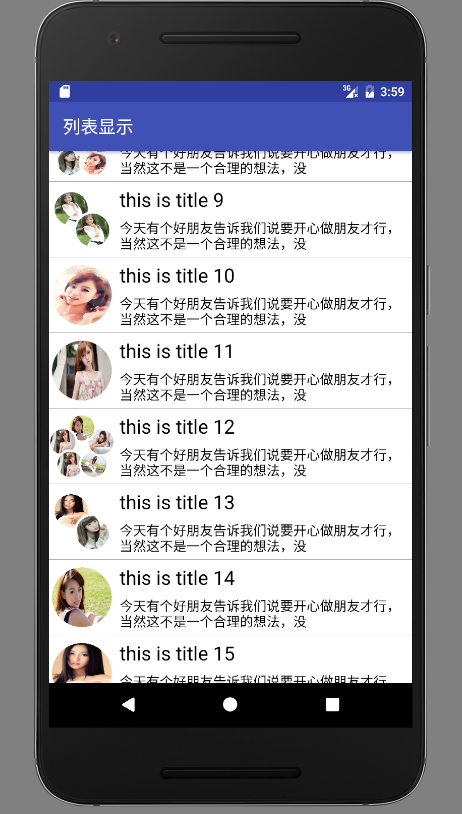 3G
3:59
列表显示
今天有个好朋友告诉我们说要开心做朋友才行，
当然这不是一个合理的想法，没
this is title 9
今天有个好朋友告诉我们说要开心做朋友才行，
当然这不是一个合理的想法，没
this is title 10
今天有个好朋友告诉我们说要开心做朋友才行，
当然这不是一个合理的想法，没
this is title 11
今天有个好朋友告诉我们说要开心做朋友才行，
当然这不是一个合理的想法，没
this is title 12
今天有个好朋友告诉我们说要开心做朋友才行，
当然这不是一个合理的想法，没
this is title 13
今天有个好朋友告诉我们说要开心做朋友才行，
当然这不是一个合理的想法，没
this is title 14
今天有个好朋友告诉我们说要开心做朋友才行，
当然这不是一个合理的想法，没
this is title 15
今天有个好朋友告诉我们说要开心做朋友才行，